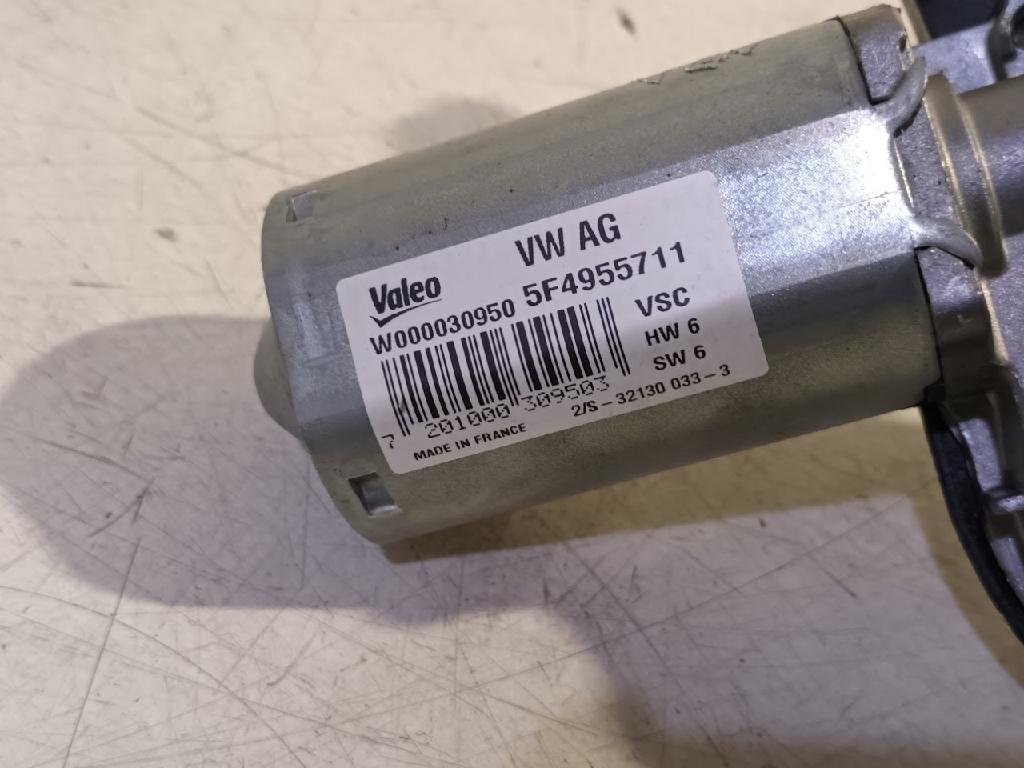 VW AG
Valeo
W000030950 5F4955711
VSC
HW 6
SW 6
7 201000 309503
2/S - 32130 033 - 3
MADE IN FRANCE